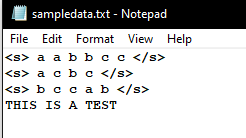 sampledata.txt - Notepad
File Edit Format View Help
<s> a a b b c c </s>
<s> a c b c </s>
<s> b c c a b </s>
THIS IS A TEST